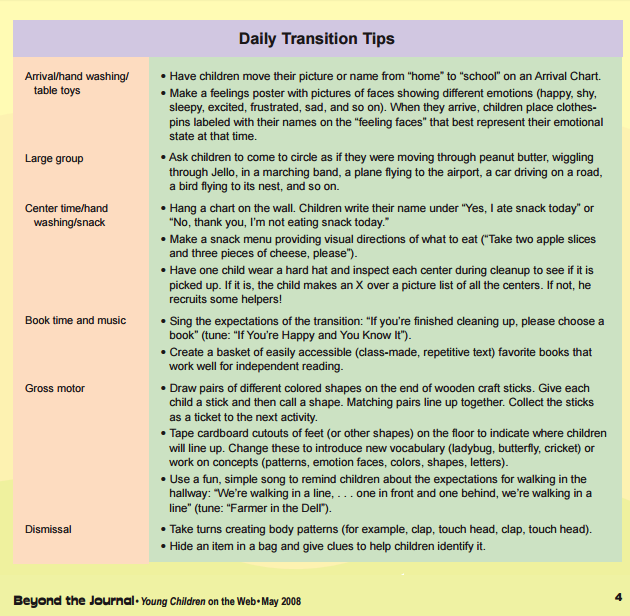 Daily Transition Tips
Arrival/hand washing/
table toys
• Have children move their picture or name from “home” to “school” on an Arrival Chart.
• Make a feelings poster with pictures of faces showing different emotions (happy, shy,
sleepy, excited, frustrated, sad, and so on). When they arrive, children place clothes-
pins labeled with their names on the “feeling faces” that best represent their emotional
state at that time.
Large group
• Ask children to come to circle as if they were moving through peanut butter, wiggling
through Jello, in a marching band, a plane flying to the airport, a car driving on a road,
a bird flying to its nest, and so on.
Center time/hand
washing/snack
• Hang a chart on the wall. Children write their name under “Yes, I ate snack today” or
“No, thank you, I’m not eating snack today.”
• Make a snack menu providing visual directions of what to eat (“Take two apple slices
and three pieces of cheese, please”).
• Have one child wear a hard hat and inspect each center during cleanup to see if it is
picked up. If it is, the child makes an X over a picture list of all the centers. If not, he
recruits some helpers!
Book time and music
• Sing the expectations of the transition: “If you’re finished cleaning up, please choose a
book” (tune: “If You’re Happy and You Know It”).
• Create a basket of easily accessible (class-made, repetitive text) favorite books that
work well for independent reading.
Gross motor
• Draw pairs of different colored shapes on the end of wooden craft sticks. Give each
child a stick and then call a shape. Matching pairs line up together. Collect the sticks
as a ticket to the next activity.
• Tape cardboard cutouts of feet (or other shapes) on the floor to indicate where children
will line up. Change these to introduce new vocabulary (ladybug, butterfly, cricket) or
work on concepts (patterns, emotion faces, colors, shapes, letters).
• Use a fun, simple song to remind children about the expectations for walking in the
hallway: “We’re walking in a line, . . . one in front and one behind, we’re walking in a
line” (tune: “Farmer in the Dell”).
Dismissal
• Take turns creating body patterns (for example, clap, touch head, clap, touch head).
• Hide an item in a bag and give clues to help children identify it.
Beyond the Journal • Young Children on the Web • May 2008
4